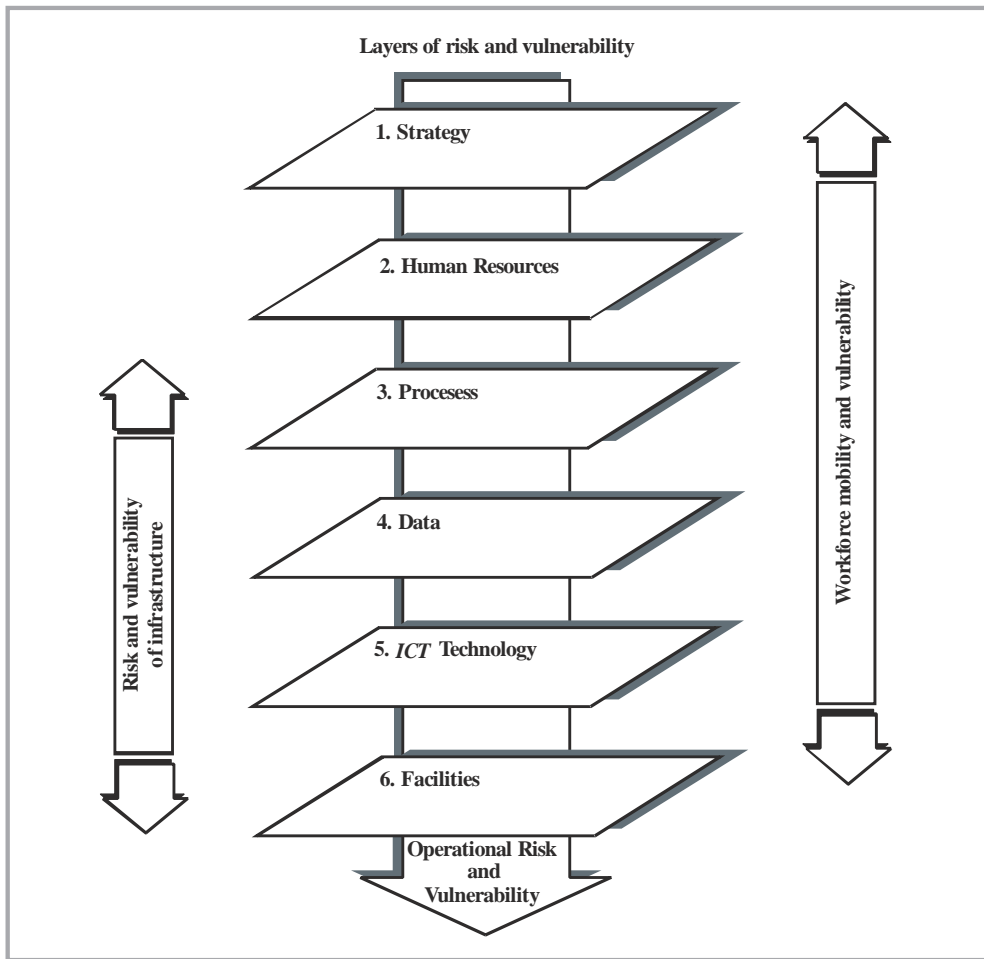 Layers of risk and vulnerability
1. Strategy
2. Human Resources
3. Procesess
4. Data
5. ICT Technology
6. Facilities
Operational Risk
and
Vulnerability
Risk and vulnerability
of infrastructure
Workforce mobility and vulnerability